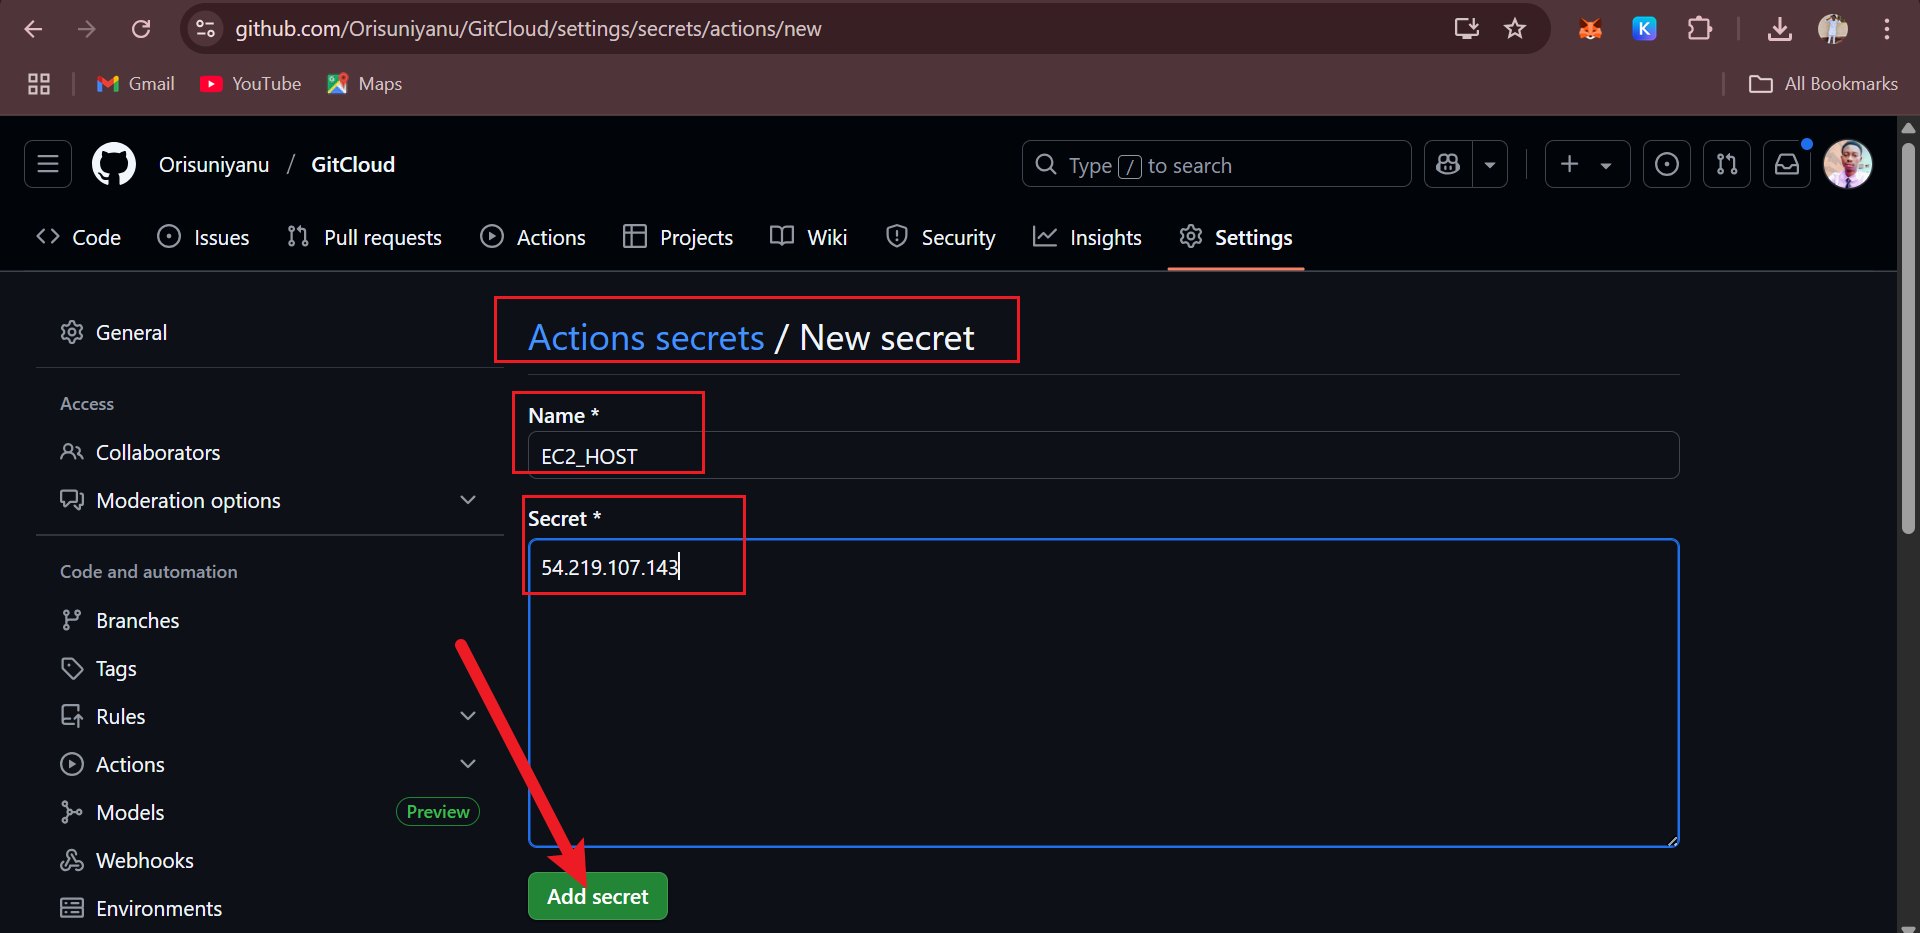 github.com/Orisuniyanu/GitCloud/settings/secrets/actions/new
K
Gmail
YouTube
Maps
All Bookmarks
Orisuniyanu / GitCloud
Type / to search
Code
Issues
Pull requests
Actions
Projects
Wiki
Security
Insights
Settings
General
Access
Collaborators
Moderation options
Code and automation
Branches
Tags
Rules
Actions
Models
Preview
Webhooks
Environments
Actions secrets / New secret
Name *
EC2_HOST
Secret *
54.219.107.143
Add secret